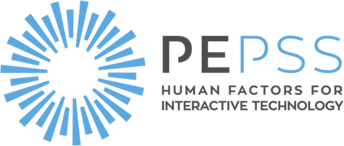 PEPSS
HUMAN FACTORS FOR
INTERACTIVE TECHNOLOGY